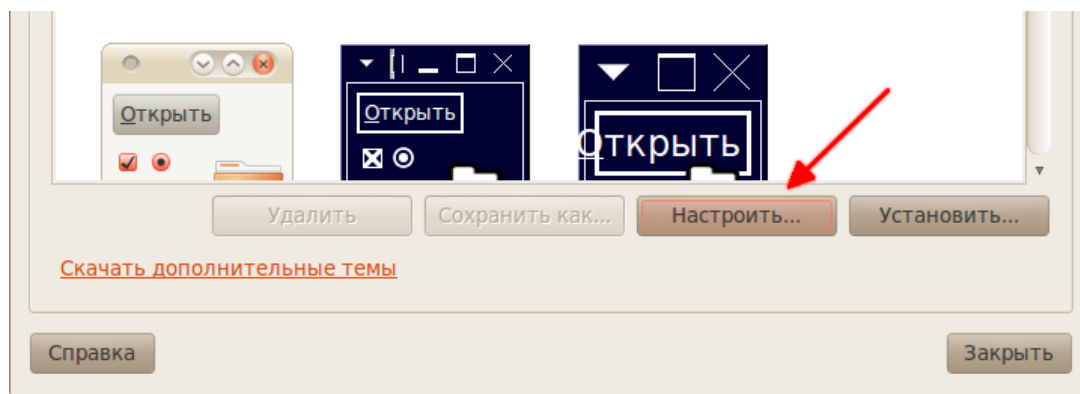 Открыть
Открыть
Открыть
Удалить
Сохранить как...
Настроить...
Установить...
Скачать дополнительные темы
Справка
Закрыть